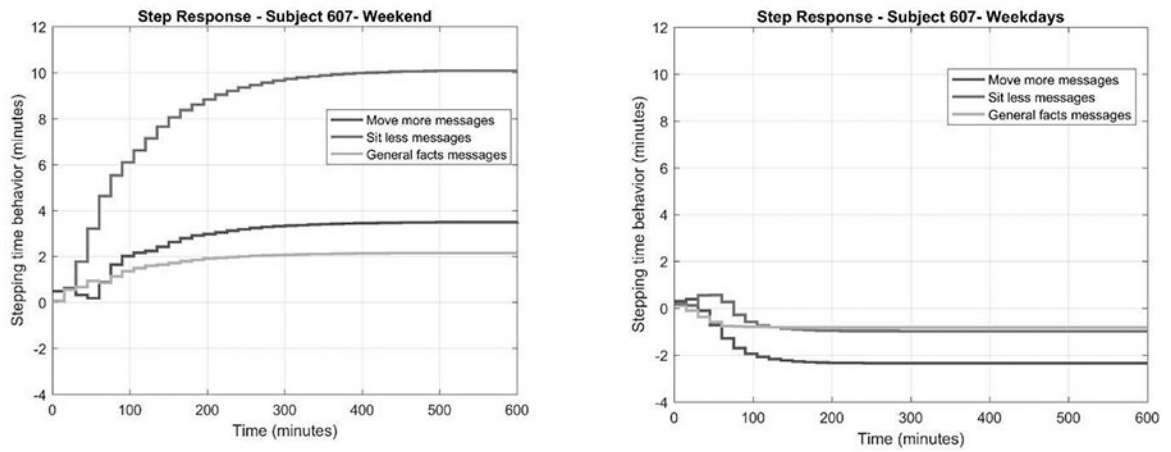 Step Response - Subject 607- Weekend
12
10
8
6
4
2
0
-2
-4
0 100 200 300 400 500 600
Stepping time behavior (minutes)
Time (minutes)
Move more messages
Sit less messages
General facts messages
Step Response - Subject 607- Weekdays
12
10
8
6
4
2
0
-2
-4
0 100 200 300 400 500 600
Stepping time behavior (minutes)
Time (minutes)
Move more messages
Sit less messages
General facts messages